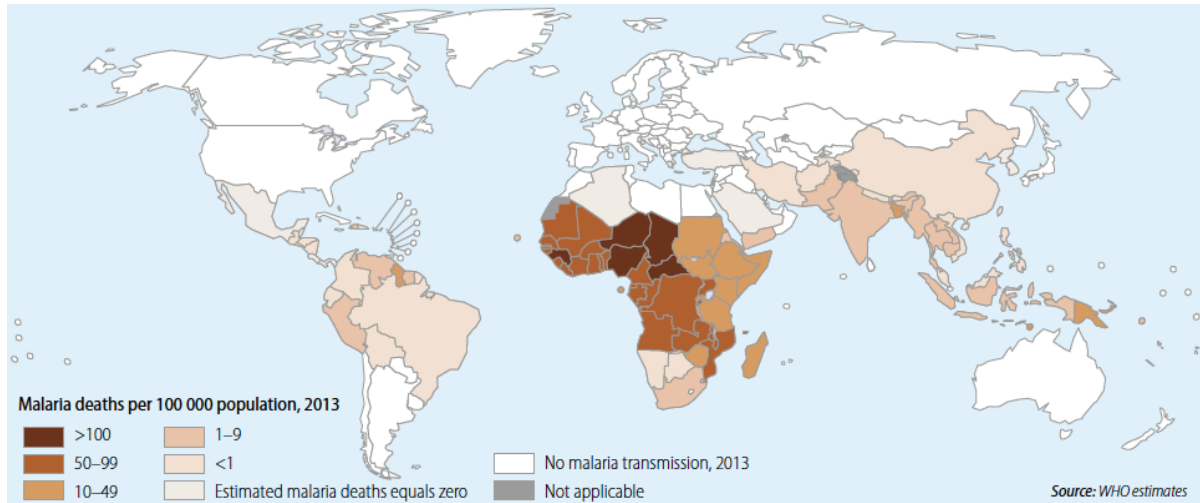 Malaria deaths per 100 000 population, 2013
>100
50–99
10–49
1–9
<1
Estimated malaria deaths equals zero
No malaria transmission, 2013
Not applicable
Source: WHO estimates